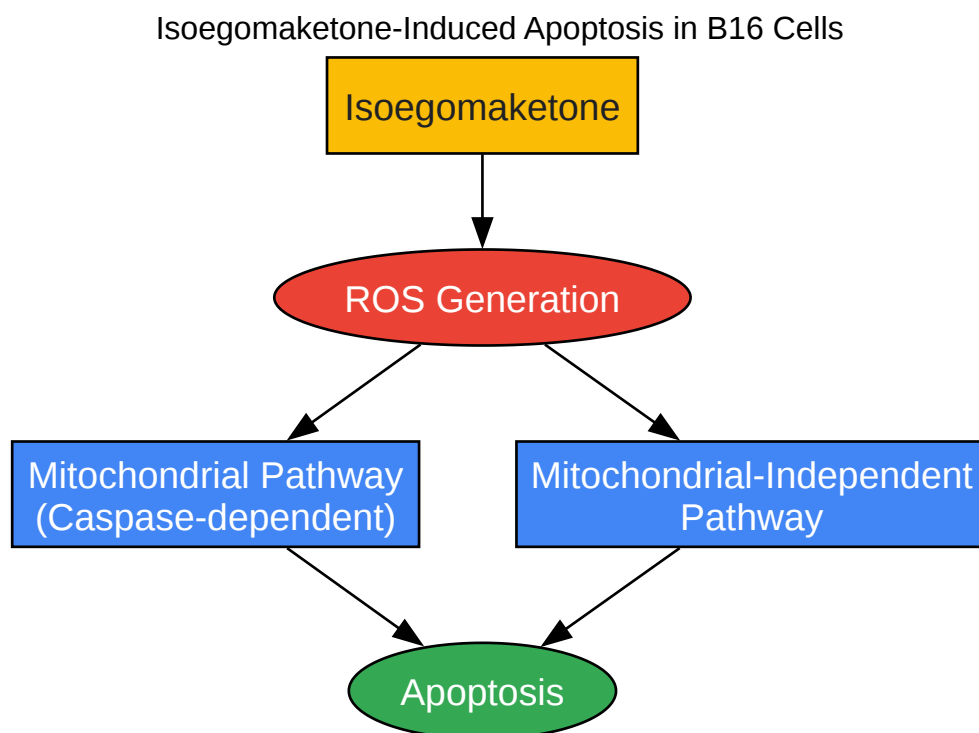 Isoegomaketone-Induced Apoptosis in B16 Cells
Isoegomaketone
ROS Generation
Mitochondrial Pathway
(Caspase-dependent)
Mitochondrial-Independent
Pathway
Apoptosis